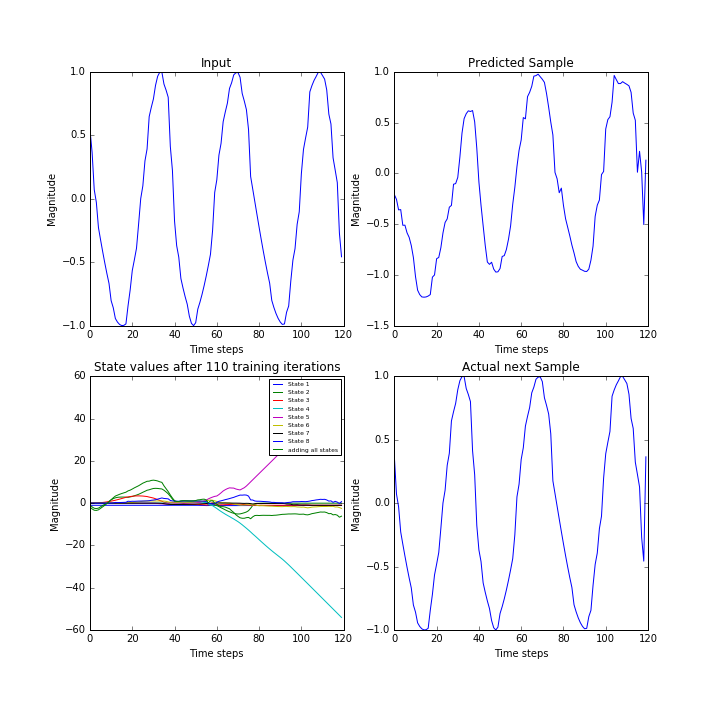 Input
Magnitude
1.0
0.5
0.0
−0.5
−1.0
0 20 40 60 80 100 120
Time steps
Predicted Sample
Magnitude
1.0
0.5
0.0
−0.5
−1.0
−1.5
0 20 40 60 80 100 120
Time steps
State values after 110 training iterations
Magnitude
60
40
20
0
−20
−40
−60
State 1
State 2
State 3
State 4
State 5
State 6
State 7
State 8
adding all states
0 20 40 60 80 100 120
Time steps
Actual next Sample
Magnitude
1.0
0.5
0.0
−0.5
−1.0
0 20 40 60 80 100 120
Time steps